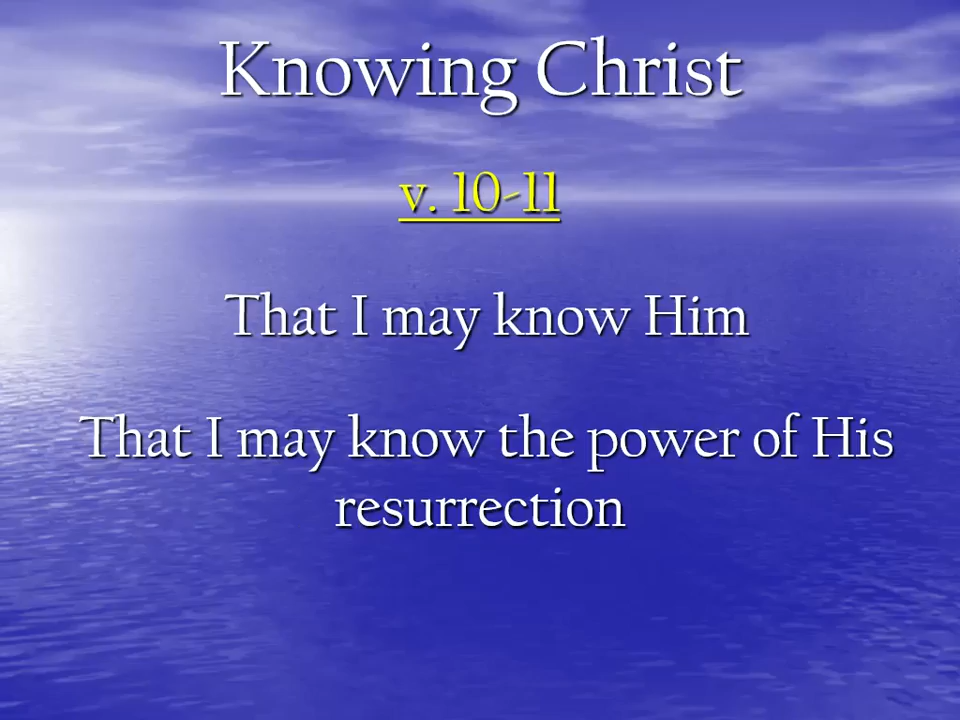 Knowing Christ
v. 10-11
That I may know Him
That I may know the power of His
resurrection